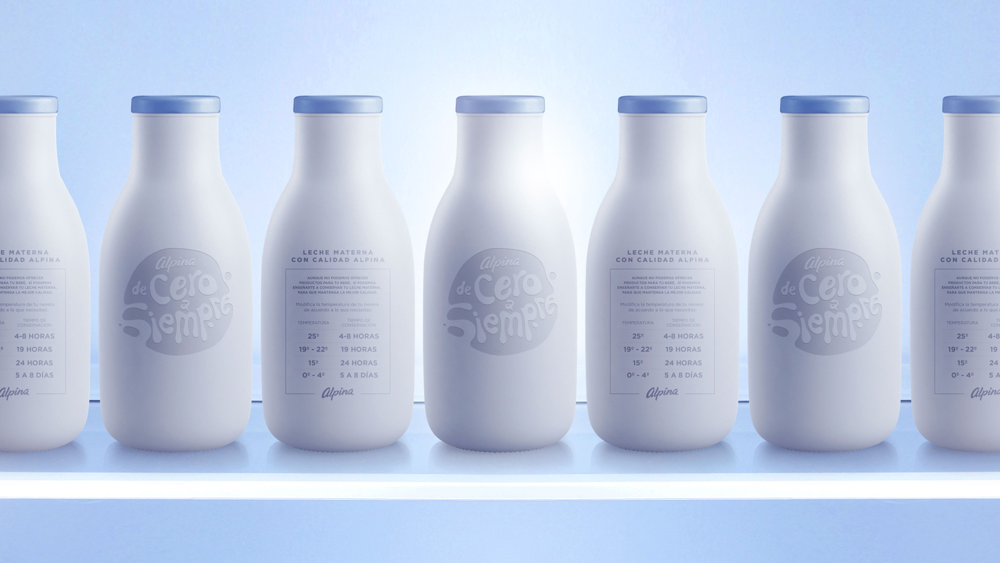 E MATERNA
LIDAD ALPINA
NO PODEMOS OFRECER
PARA TU BEBÉ, SÍ PODEMOS
NSERVAR TU LECHE MATERNA,
NTENGA LA MEJOR CALIDAD.
emperatura de tu nevera
do a lo que necesitas:
RA
TIEMPO DE
CONSERVACIÓN
4-8 HORAS
º 19 HORAS
24 HORAS
5 A 8 DÍAS
alpina
Alpina
de Cero
a
Siempre
LECHE MATERNA
CON CALIDAD ALPINA
AUNQUE NO PODEMOS OFRECER
PRODUCTOS PARA TU BEBÉ, SÍ PODEMOS
ENSEÑARTE A CONSERVAR TU LECHE MATERNA,
PARA QUE MANTENGA LA MEJOR CALIDAD.
Modifica la temperatura de tu nevera
de acuerdo a lo que necesitas:
TEMPERATURA
TIEMPO DE
CONSERVACIÓN
25º 4-8 HORAS
19º - 22º 19 HORAS
15º 24 HORAS
0º - 4º 5 A 8 DÍAS
Alpina
Alpina
de Cero
a
Siempre
LECHE MATERNA
CON CALIDAD ALPINA
AUNQUE NO PODEMOS OFRECER
PRODUCTOS PARA TU BEBÉ, SÍ PODEMOS
ENSEÑARTE A CONSERVAR TU LECHE MATERNA,
PARA QUE MANTENGA LA MEJOR CALIDAD.
Modifica la temperatura de tu nevera
de acuerdo a lo que necesitas:
TEMPERATURA
TIEMPO DE
CONSERVACIÓN
25º 4-8 HORAS
19º - 22º 19 HORAS
15º 24 HORAS
0º - 4º 5 A 8 DÍAS
Alpina
Alpina
de Cero
a
Siempre
LECHE MAT
CON CALIDAD
AUNQUE NO PODEMOS
PRODUCTOS PARA TU BEB
ENSEÑARTE A CONSERVAR TU L
PARA QUE MANTENGA LA ME
Modifica la temperatura
de acuerdo a lo que n
TEMPERATURA
TI
CON
25º 4-8
19º - 22º 19
15º 24
0º - 4º 5 A
Alpina